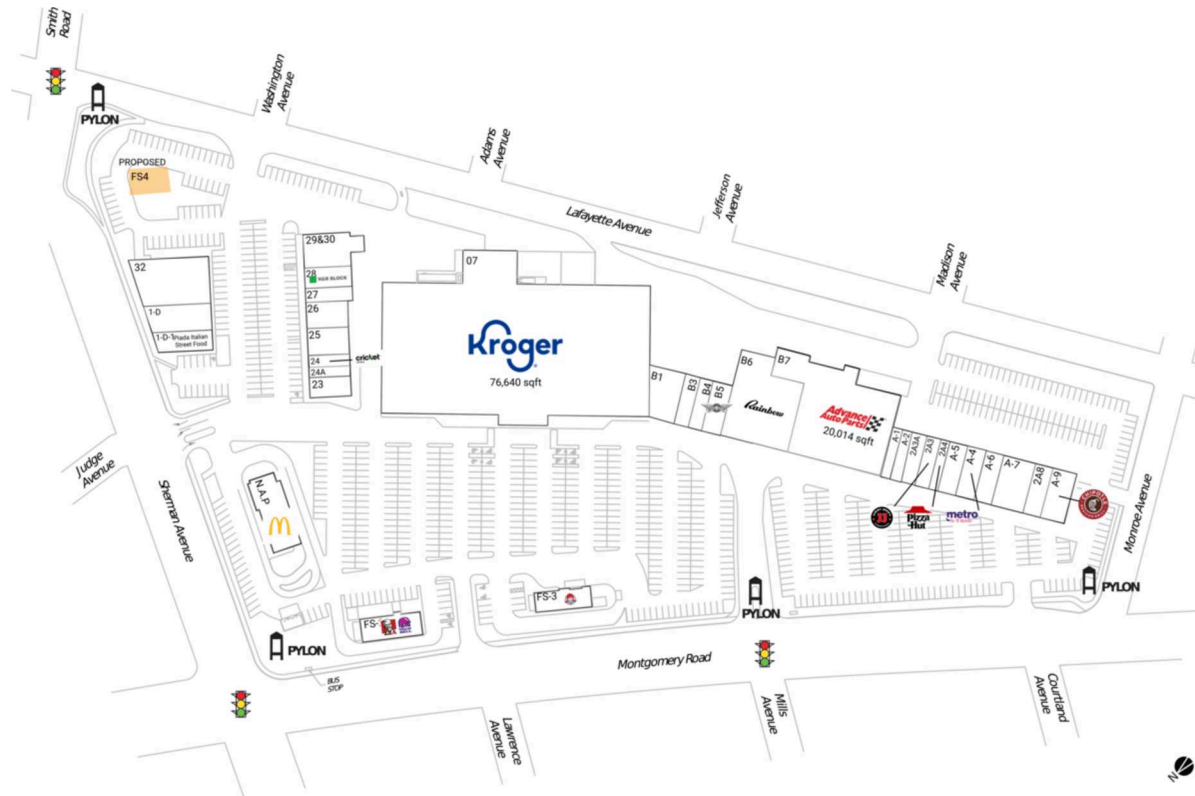 Smith
Road
PYLON
Washington
Avenue
Adams
Avenue
Jefferson
Avenue
Lafayette Avenue
Madison
Avenue
PROPOSED
FS4
32
1-D
1-D-1
Piada Italian
Street Food
29&30
28
H&R BLOCK
27
26
25
24
cricket
24A
23
07
Kroger
76,640 sqft
B1
B3
B4
B5
B6
Rainbow
B7
Advance
Auto Parts
20,014 sqft
A-1
A-2
2A3A
2A3
2A4
A-5
A-4
A-6
A-7
2A8
A-9
CHIPOTLE
Pizza
Hut
metro
Judge
Avenue
Sherman Avenue
N.A.P
FS-
KFC
FS-3
PYLON
PYLON
PYLON
Monroe Avenue
BUS
STOP
Montgomery Road
Lawrence
Avenue
Mills
Avenue
Courtland
Avenue
N